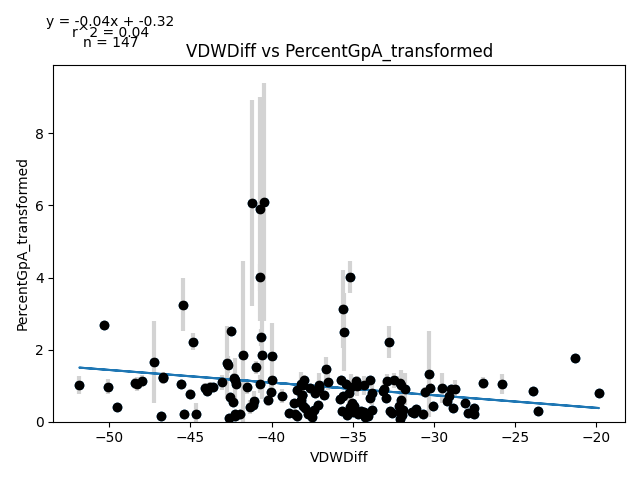 y = -0.04x + -0.32
r^2 = 0.04
n = 147
VDWDiff vs PercentGpA_transformed
PercentGpA_transformed
8
6
4
2
0
−50
−45
−40
−35
−30
−25
−20
VDWDiff